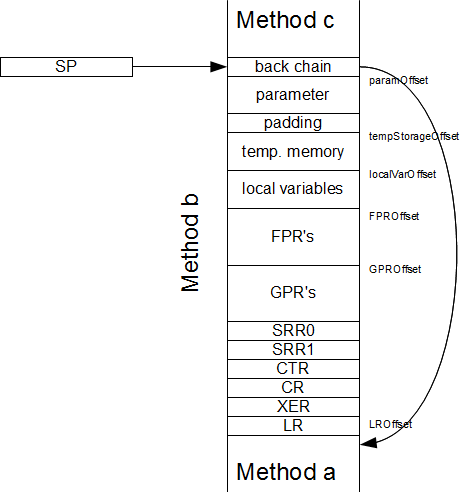 Method c
SP
back chain
paramOffset
parameter
padding
tempStorageOffset
temp. memory
localVarOffset
local variables
Method b
FPROffset
FPR's
GPROffset
GPR's
SRR0
SRR1
CTR
CR
XER
LR
LROffset
Method a